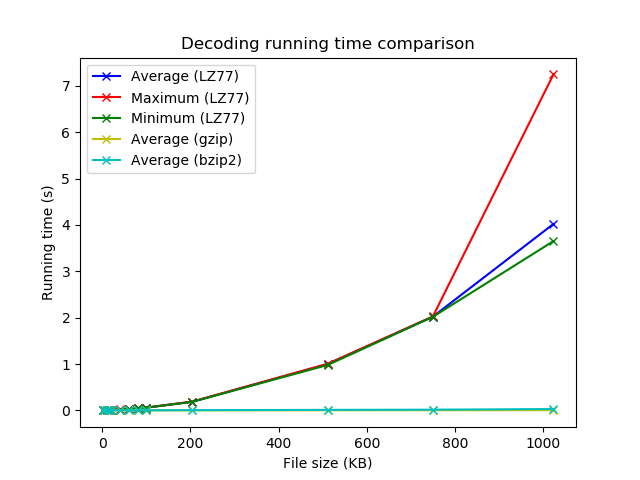 Decoding running time comparison
Average (LZ77)
Maximum (LZ77)
Minimum (LZ77)
Average (gzip)
Average (bzip2)
7
6
5
4
3
2
1
0
Running time (s)
0 200 400 600 800 1000
File size (KB)